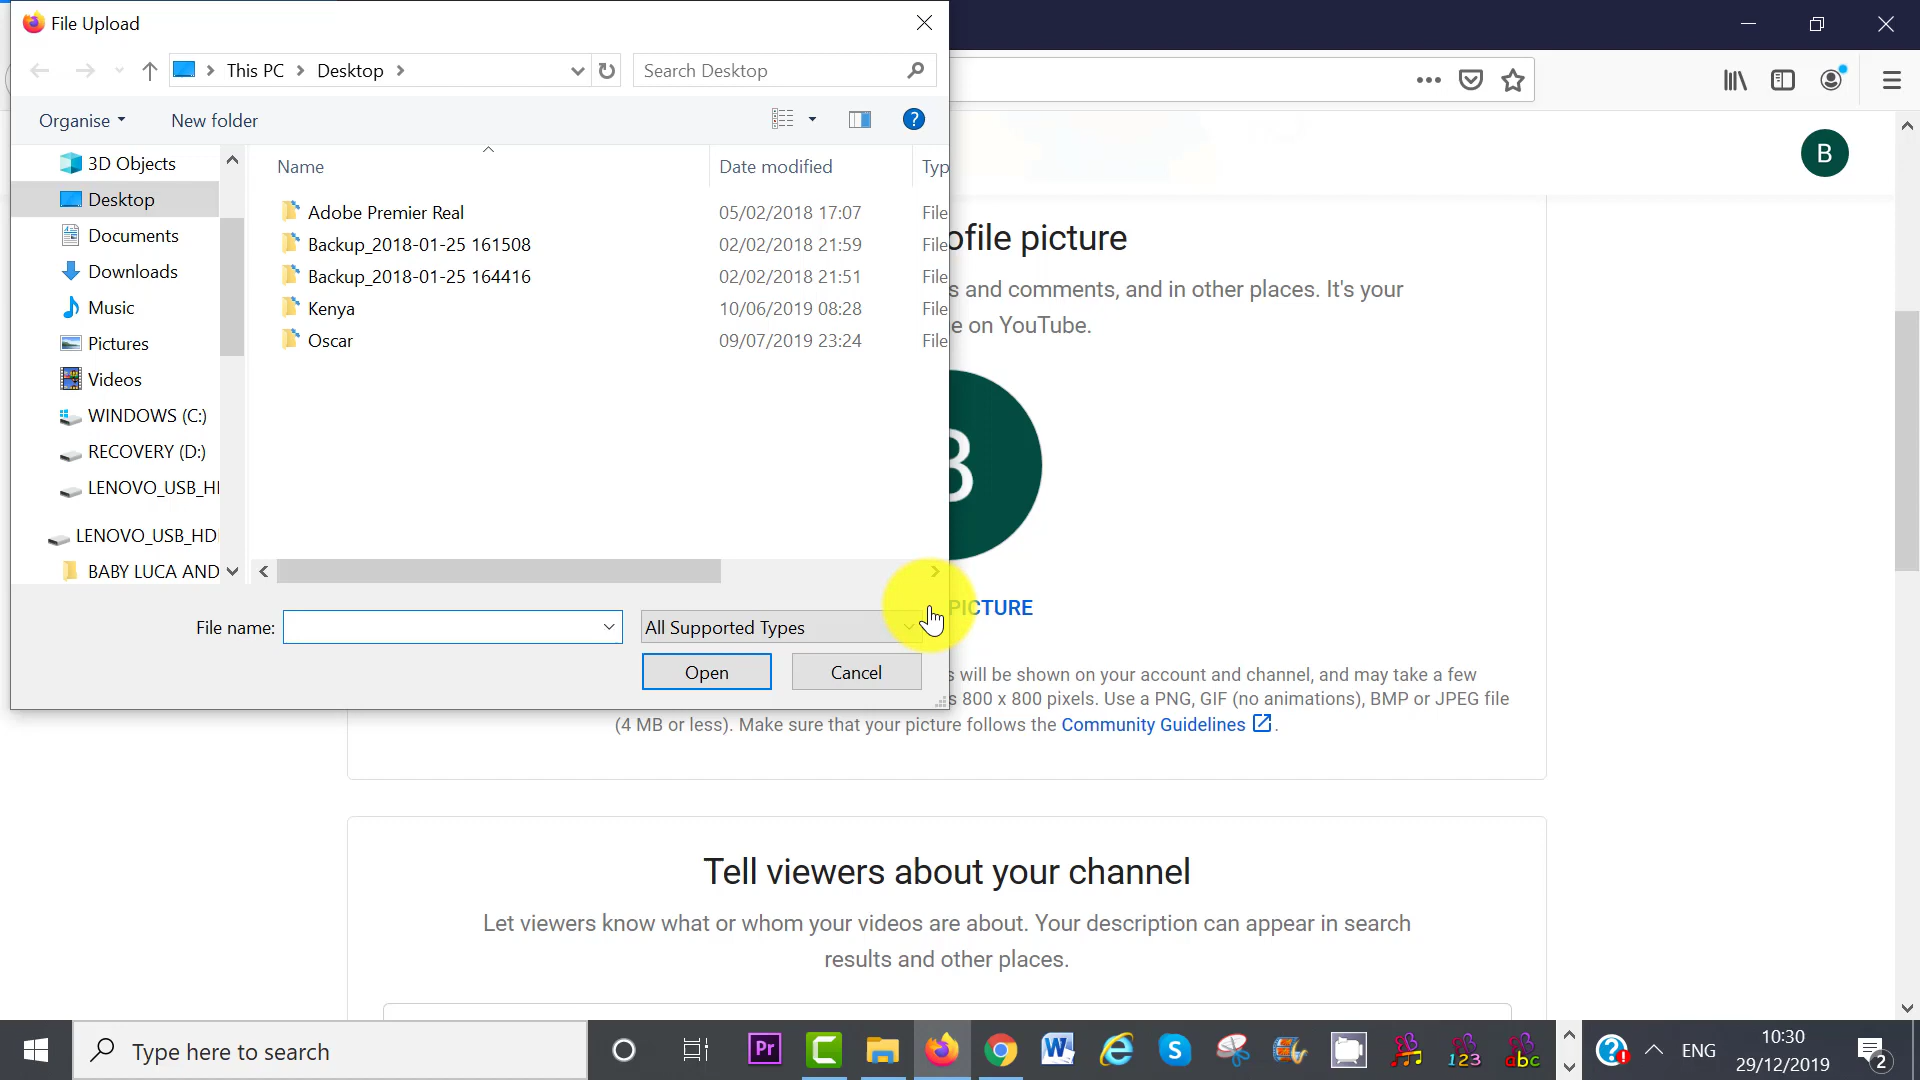 File Upload
This PC
Desktop
Search Desktop
Organise
New folder
3D Objects
Desktop
Documents
Downloads
Music
Pictures
Videos
WINDOWS (C:)
RECOVERY (D:)
LENOVO_USB_H
LENOVO_USB_HD
BABY LUCA AND
Name
Date modified
Typ
Adobe Premier Real 05/02/2018 17:07 File
Backup_2018-01-25 161508 02/02/2018 21:59 File
Backup_2018-01-25 164416 02/02/2018 21:51 File
Kenya 10/06/2019 08:28 File
Oscar 09/07/2019 23:24 File
File name:
All Supported Types
Open
Cancel
B
ofile picture
s and comments, and in other places. It's your
e on YouTube.
B
PICTURE
s will be shown on your account and channel, and may take a few
s 800 x 800 pixels. Use a PNG, GIF (no animations), BMP or JPEG file
(4 MB or less). Make sure that your picture follows the Community Guidelines .
Tell viewers about your channel
Let viewers know what or whom your videos are about. Your description can appear in search
results and other places.
Type here to search
Pr
C
W
S
B
B
123
B
abc
ENG
10:30
29/12/2019
2